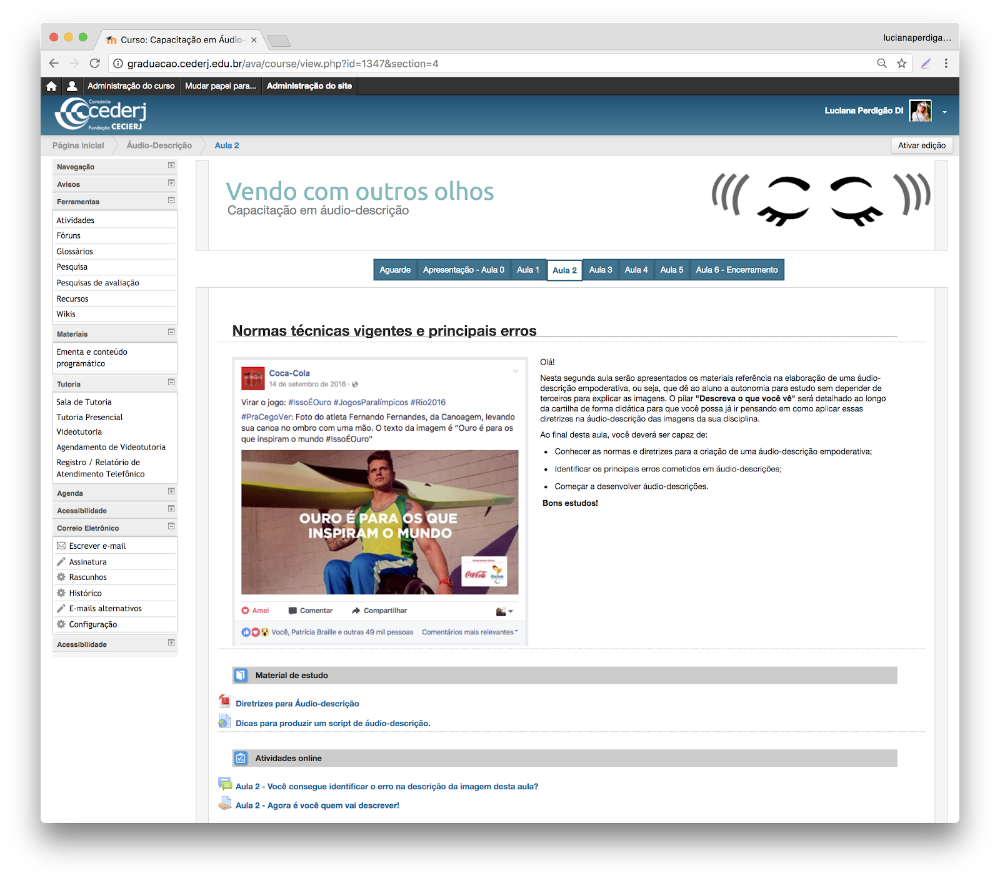 Curso: Capacitação em Áudio-
lucianaperdiga...
graduacao.cederj.edu.br/ava/course/view.php?id=1347&section=4
Administração do curso
Mudar papel para...
Administração do site
Consórcio
cederj
Fundação CECIERJ
Luciana Perdigão DI
Página inicial
Áudio-Descrição
Aula 2
Ativar edição
Navegação
Avisos
Ferramentas
Atividades
Fóruns
Glossários
Pesquisa
Pesquisas de avaliação
Recursos
Wikis
Materiais
Ementa e conteúdo
programático
Tutoria
Sala de Tutoria
Tutoria Presencial
Videotutoria
Agendamento de Videotutoria
Registro / Relatório de
Atendimento Telefônico
Agenda
Acessibilidade
Correio Eletrônico
Escrever e-mail
Assinatura
Rascunhos
Histórico
E-mails alternativos
Configuração
Acessibilidade
Vendo com outros olhos
Capacitação em áudio-descrição
Aguarde
Apresentação - Aula 0
Aula 1
Aula 2
Aula 3
Aula 4
Aula 5
Aula 6 - Encerramento
Normas técnicas vigentes e principais erros
Coca-Cola
14 de setembro de 2016 ·
Virar o jogo: #IssoÉOuro #JogosParalímpicos #Rio2016
#PraCegoVer: Foto do atleta Fernando Fernandes, da Canoagem, levando
sua canoa no ombro com uma mão. O texto da imagem é “Ouro é para os
que inspiram o mundo #IssoÉOuro"
OURO É PARA OS QUE
INSPIRAM O MUNDO
Coca-Cola
Amei
Comentar
Compartilhar
Você, Patrícia Braille e outras 49 mil pessoas
Comentários mais relevantes
Olá!
Nesta segunda aula serão apresentados os materiais referência na elaboração de uma áudio-
descrição empoderativa, ou seja, que dê ao aluno a autonomia para estudo sem depender de
terceiros para explicar as imagens. O pilar "Descreva o que você vê" será detalhado ao longo
da cartilha de forma didática para que você possa já ir pensando em como aplicar essas
diretrizes na áudio-descrição das imagens da sua disciplina.
Ao final desta aula, você deverá ser capaz de:
• Conhecer as normas e diretrizes para a criação de uma áudio-descrição empoderativa;
• Identificar os principais erros cometidos em áudio-descrições;
• Começar a desenvolver áudio-descrições.
Bons estudos!
Material de estudo
Diretrizes para Áudio-descrição
Dicas para produzir um script de áudio-descrição.
Atividades online
Aula 2 - Você consegue identificar o erro na descrição da imagem desta aula?
Aula 2 - Agora é você quem vai descrever!